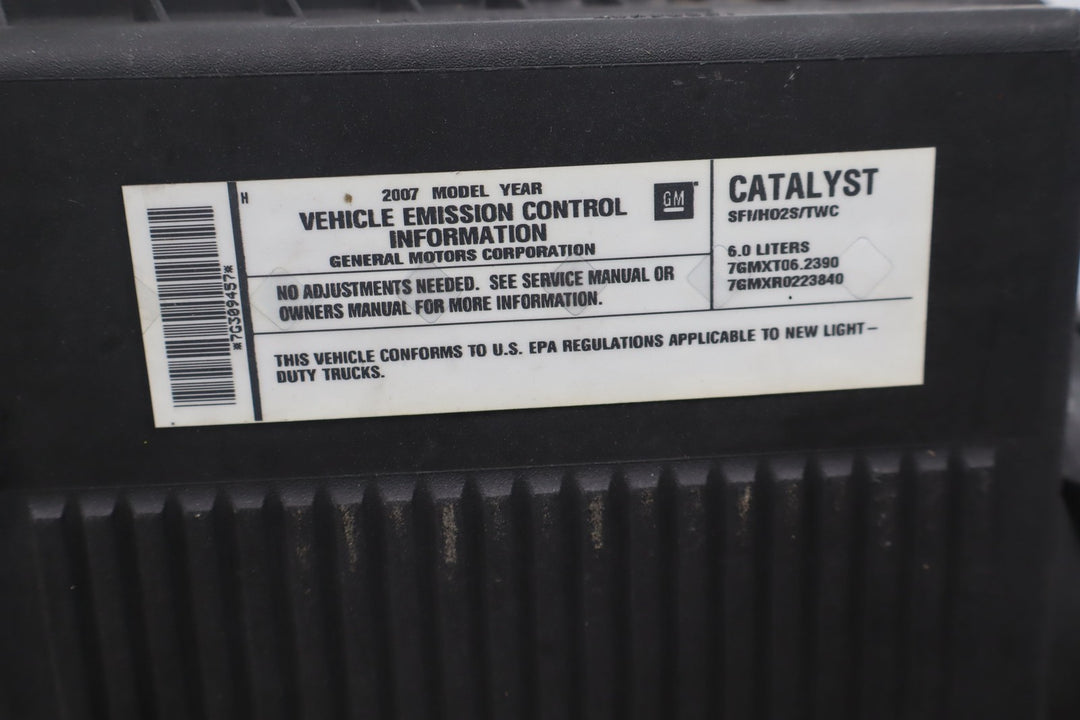 *7G309457*
H
2007 MODEL YEAR
VEHICLE EMISSION CONTROL
INFORMATION
GENERAL MOTORS CORPORATION
GM
NO ADJUSTMENTS NEEDED. SEE SERVICE MANUAL OR
OWNERS MANUAL FOR MORE INFORMATION.
CATALYST
SFI/HO2S/TWC
6.0 LITERS
7GMXT06.2390
7GMXR0223840
THIS VEHICLE CONFORMS TO U.S. EPA REGULATIONS APPLICABLE TO NEW LIGHT–
DUTY TRUCKS.